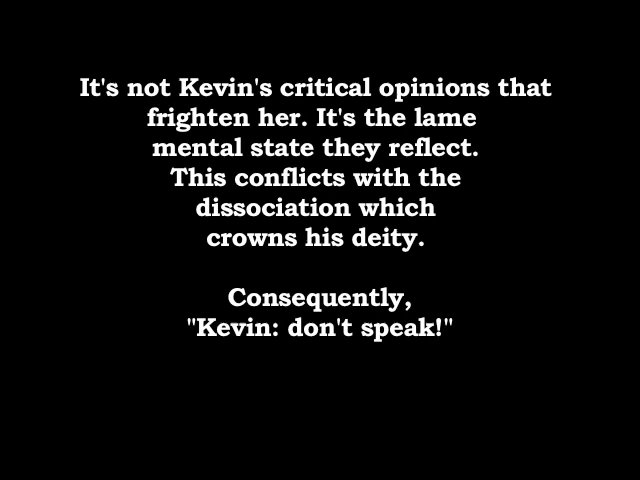 It's not Kevin's critical opinions that
frighten her. It's the lame
mental state they reflect.
This conflicts with the
dissociation which
crowns his deity.
Consequently,
"Kevin: don't speak!"